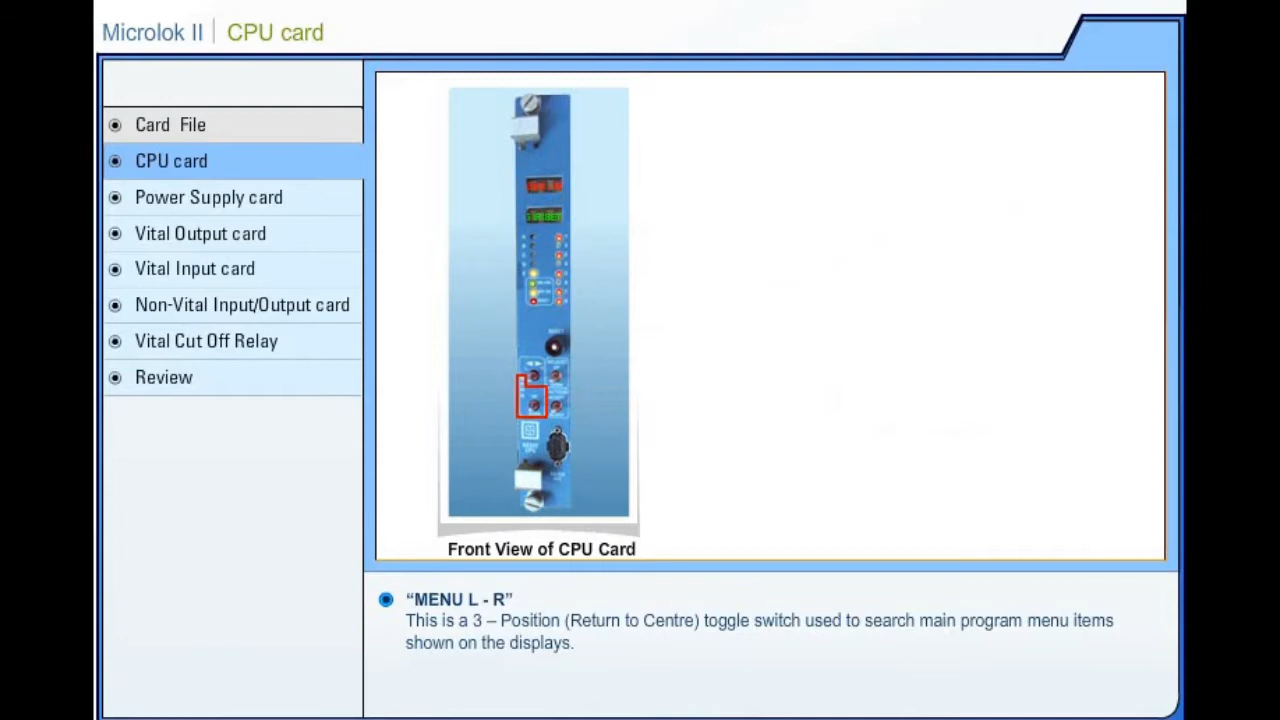 Microlok II | CPU card
Card File
CPU card
Power Supply card
Vital Output card
Vital Input card
Non-Vital Input/Output card
Vital Cut Off Relay
Review
Front View of CPU Card
“MENU L - R”
This is a 3 – Position (Return to Centre) toggle switch used to search main program menu items
shown on the displays.